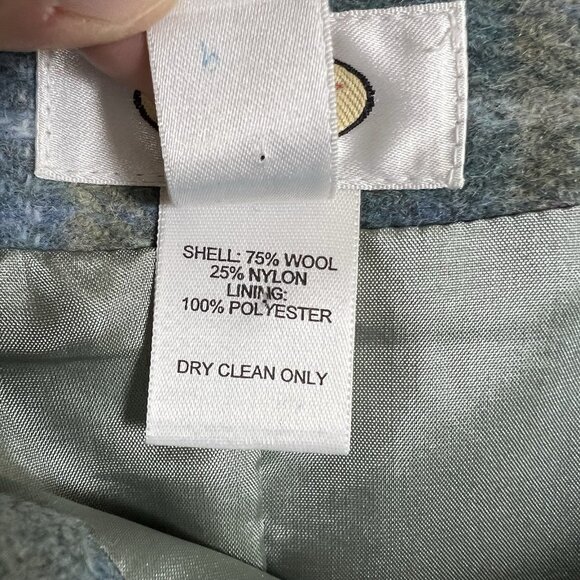 SHELL: 75% WOOL
25% NYLON
LINING:
100% POLYESTER
DRY CLEAN ONLY